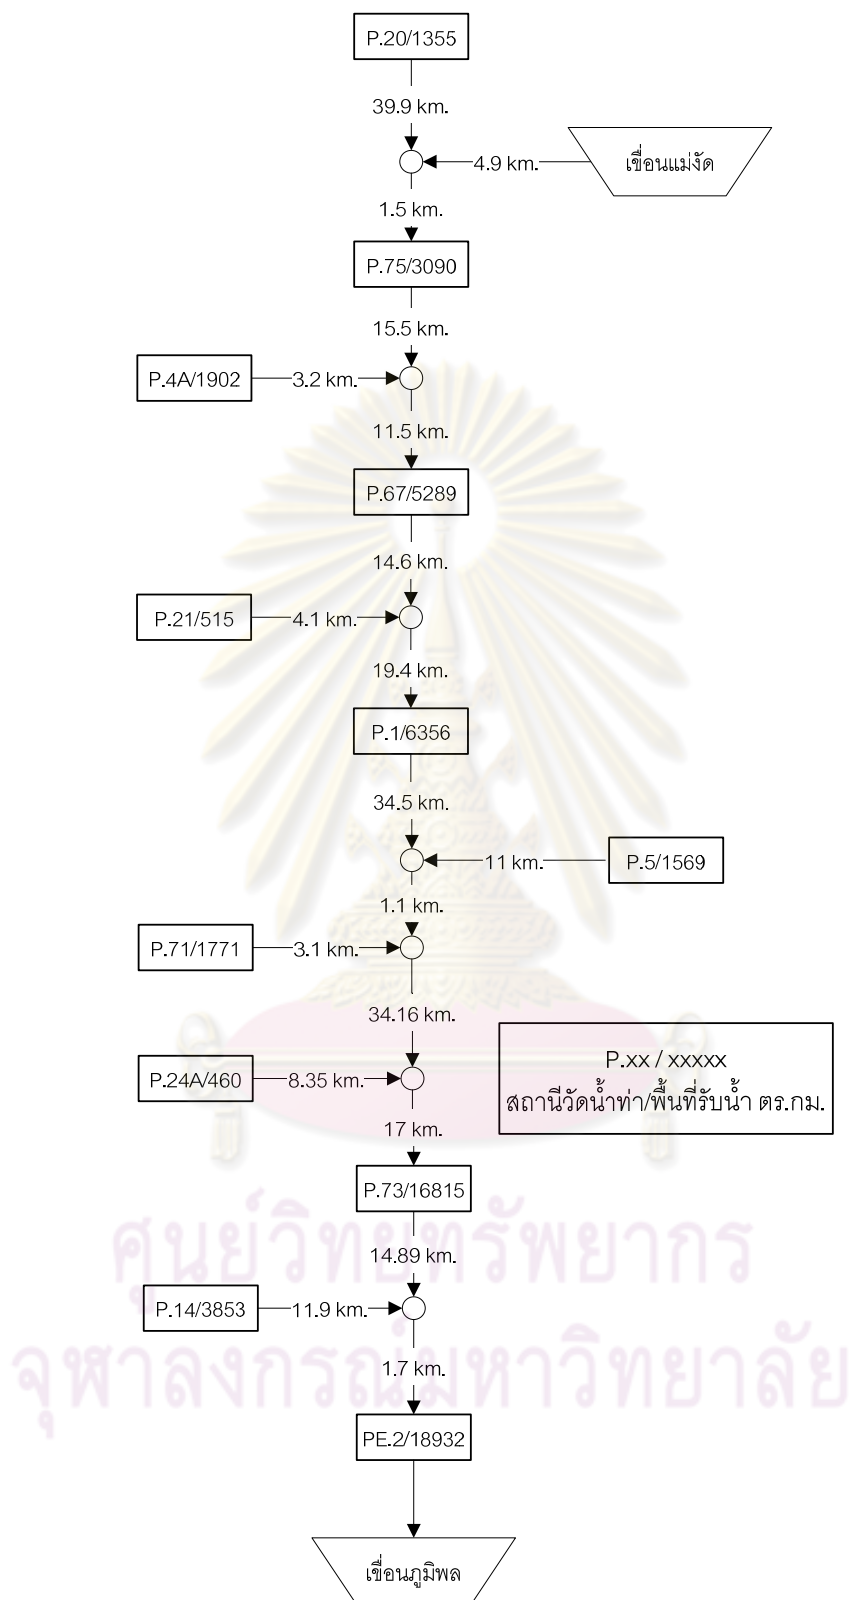 P.20/1355
39.9 km.
4.9 km.
เขื่อนแม่งัด
1.5 km.
P.75/3090
15.5 km.
P.4A/1902
3.2 km.
11.5 km.
P.67/5289
14.6 km.
P.21/515
4.1 km.
19.4 km.
P.1/6356
34.5 km.
11 km.
P.5/1569
1.1 km.
P.71/1771
3.1 km.
34.16 km.
P.xx / xxxxx
สถานีวัดน้ำท่า/พื้นที่รับน้ำ ตร.กม.
P.24A/460
8.35 km.
17 km.
P.73/16815
ศูนย์วิทยทรัพยากร
14.89 km.
P.14/3853
11.9 km.
จุฬาลงกรณ์มหาวิทยาลัย
1.7 km.
PE.2/18932
เขื่อนภูมิพล